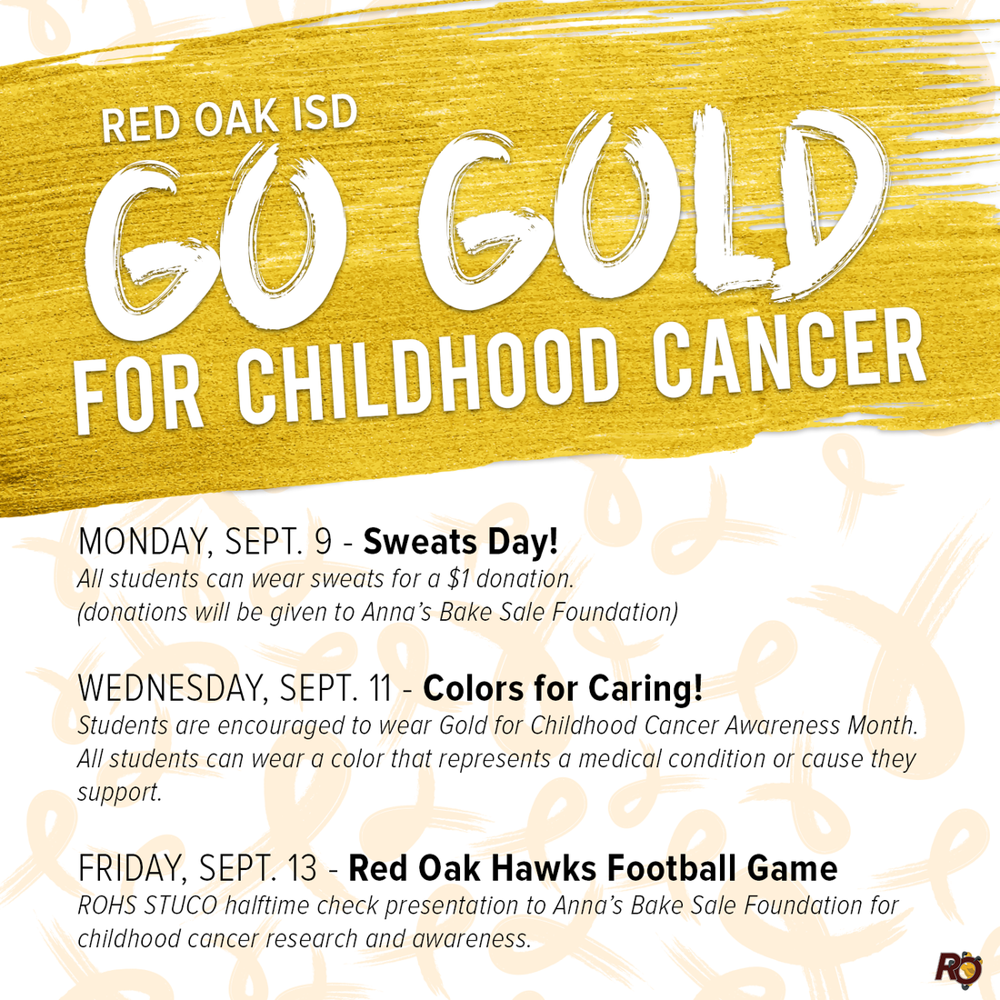 RED OAK ISD
GO GOLD
FOR CHILDHOOD CANCER
MONDAY, SEPT. 9 - Sweats Day!
All students can wear sweats for a $1 donation.
(donations will be given to Anna’s Bake Sale Foundation)
WEDNESDAY, SEPT. 11 - Colors for Caring!
Students are encouraged to wear Gold for Childhood Cancer Awareness Month.
All students can wear a color that represents a medical condition or cause they
support.
FRIDAY, SEPT. 13 - Red Oak Hawks Football Game
ROHS STUCO halftime check presentation to Anna’s Bake Sale Foundation for
childhood cancer research and awareness.
RO